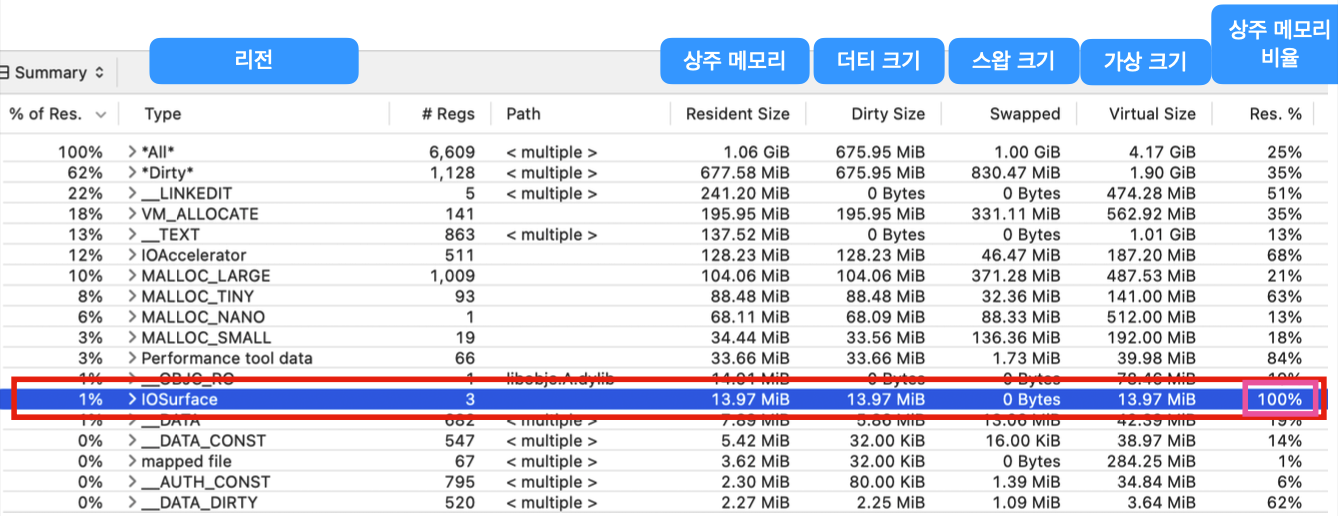 리전 상주 메모리 더티 크기 스왑 크기 가상 크기 상주 메모리
비율
Summary
% of Res. Type # Regs Path Resident Size Dirty Size Swapped Virtual Size Res. %
100% *All* 6,609 < multiple > 1.06 GiB 675.95 MiB 1.00 GiB 4.17 GiB 25%
62% *Dirty* 1,128 < multiple > 677.58 MiB 675.95 MiB 830.47 MiB 1.90 GiB 35%
22% __LINKEDIT 5 < multiple > 241.20 MiB 0 Bytes 0 Bytes 474.28 MiB 51%
18% VM_ALLOCATE 141 195.95 MiB 195.95 MiB 331.11 MiB 562.92 MiB 35%
13% __TEXT 863 < multiple > 137.52 MiB 0 Bytes 0 Bytes 1.01 GiB 13%
12% IOAccelerator 511 128.23 MiB 128.23 MiB 46.47 MiB 187.20 MiB 68%
10% MALLOC_LARGE 1,009 104.06 MiB 104.06 MiB 371.28 MiB 487.53 MiB 21%
8% MALLOC_TINY 93 88.48 MiB 88.48 MiB 32.36 MiB 141.00 MiB 63%
6% MALLOC_NANO 1 68.11 MiB 68.09 MiB 88.33 MiB 512.00 MiB 13%
3% MALLOC_SMALL 19 34.44 MiB 33.56 MiB 136.36 MiB 192.00 MiB 18%
3% Performance tool data 66 33.66 MiB 33.66 MiB 1.73 MiB 39.98 MiB 84%
1% __OBJC_RO 1 libobjc.A.dylib 14.91 MiB 0 Bytes 0 Bytes 78.46 MiB 19%
1% IOSurface 3 13.97 MiB 13.97 MiB 0 Bytes 13.97 MiB 100%
1% __DATA 682 < multiple > 7.89 MiB 5.86 MiB 13.06 MiB 42.39 MiB 19%
0% __DATA_CONST 547 < multiple > 5.42 MiB 32.00 KiB 16.00 KiB 38.97 MiB 14%
0% mapped file 67 < multiple > 3.62 MiB 32.00 KiB 0 Bytes 284.25 MiB 1%
0% __AUTH_CONST 795 < multiple > 2.30 MiB 80.00 KiB 1.39 MiB 34.84 MiB 6%
0% __DATA_DIRTY 520 < multiple > 2.27 MiB 2.25 MiB 1.09 MiB 3.64 MiB 62%